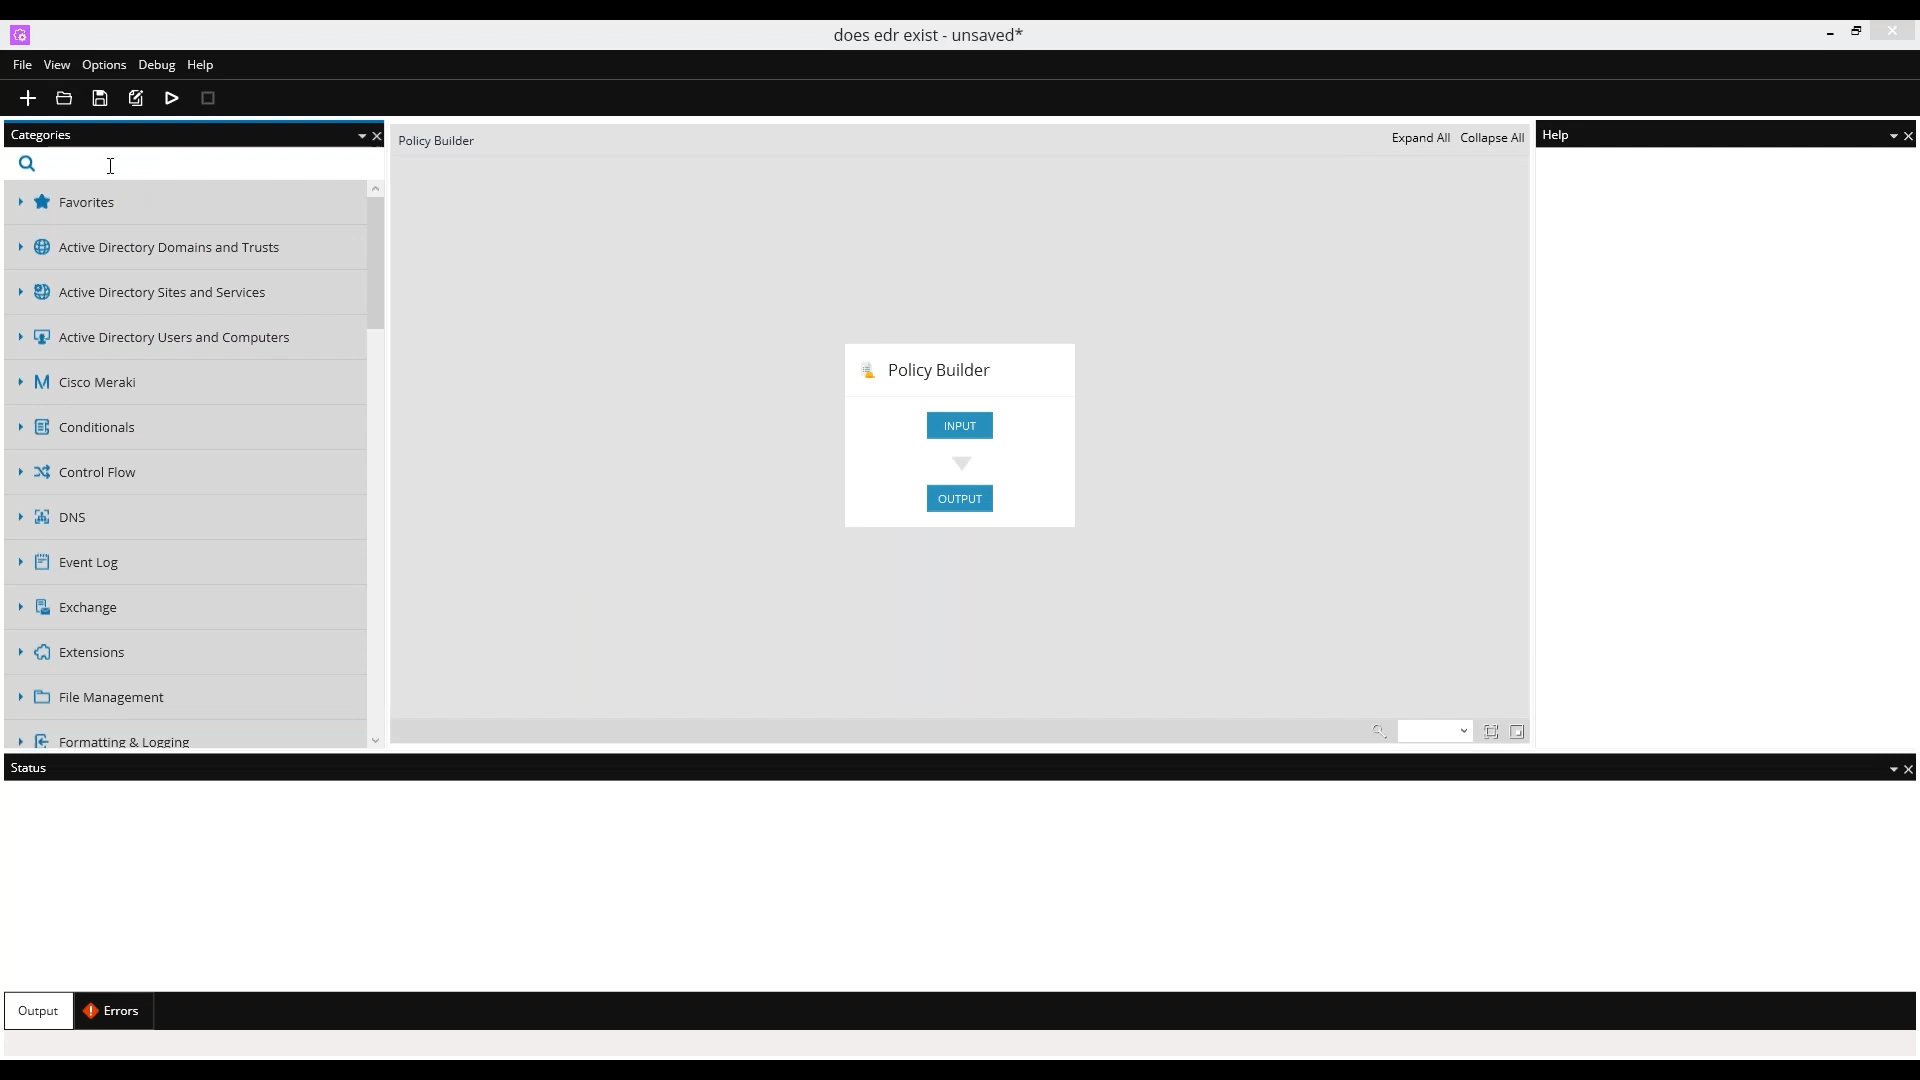 does edr exist - unsaved*
File View Options Debug Help
Categories
Policy Builder
Expand All Collapse All
Help
Favorites
Active Directory Domains and Trusts
Active Directory Sites and Services
Active Directory Users and Computers
Cisco Meraki
Conditionals
Control Flow
DNS
Event Log
Exchange
Extensions
File Management
Formatting & Logging
Policy Builder
INPUT
OUTPUT
Status
Output
Errors